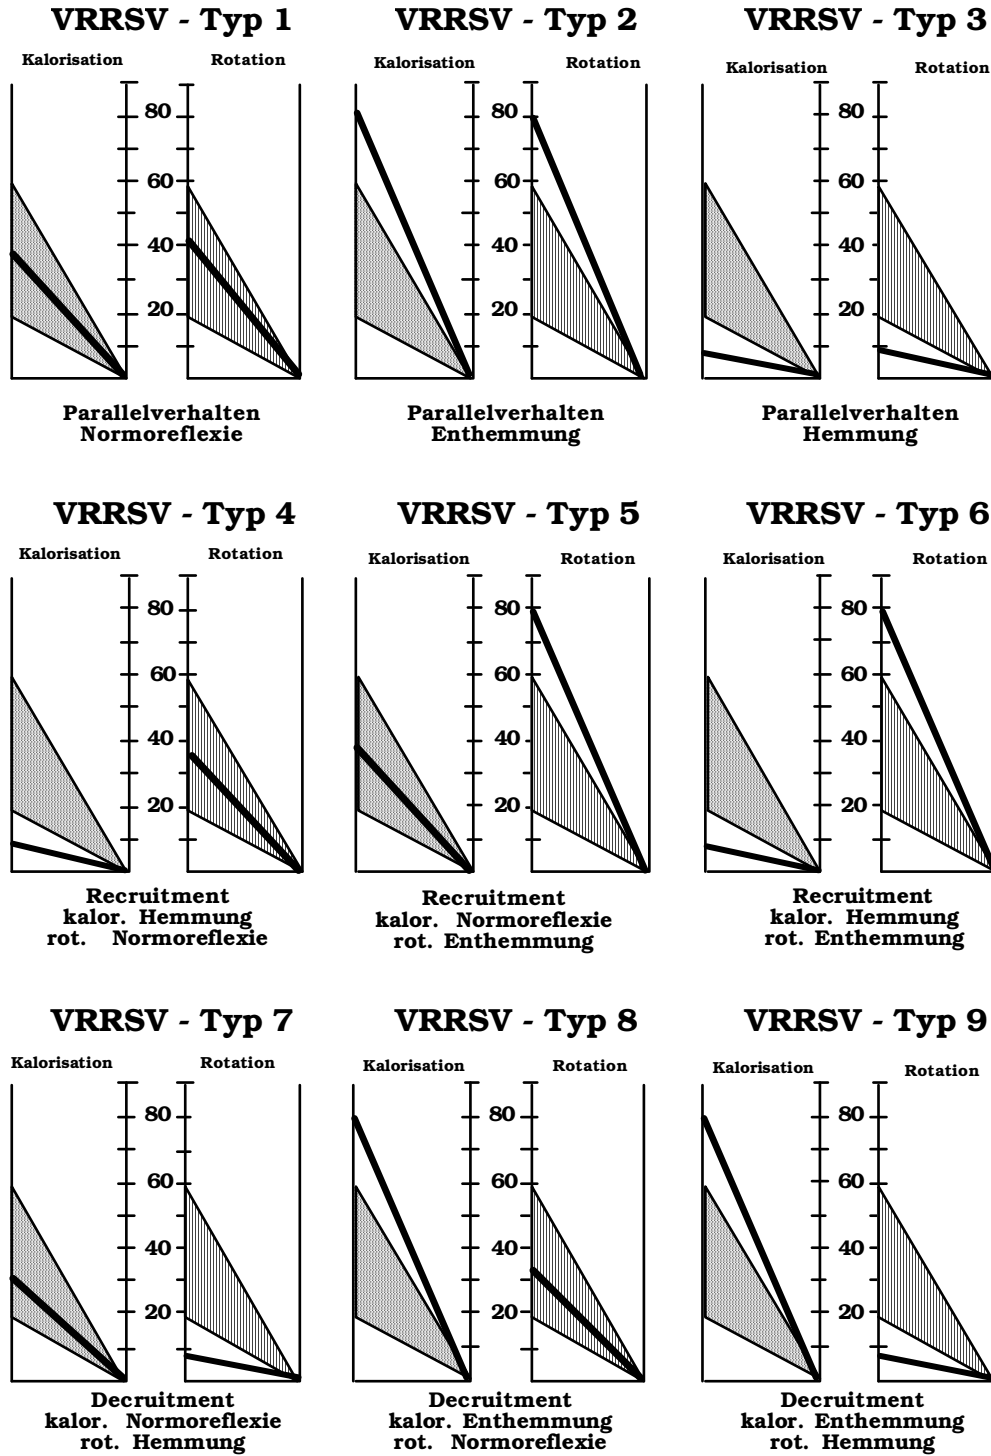 VRRSV - Typ 1
VRRSV - Typ 2
VRRSV - Typ 3
Kalorisation
Rotation
Kalorisation
Rotation
Kalorisation
Rotation
80
60
40
20
80
60
40
20
80
60
40
20
Parallelverhalten
Normoreflexie
Parallelverhalten
Enthemmung
Parallelverhalten
Hemmung
VRRSV - Typ 4
VRRSV - Typ 5
VRRSV - Typ 6
Kalorisation
Rotation
Kalorisation
Rotation
Kalorisation
Rotation
80
60
40
20
80
60
40
20
80
60
40
20
Recruitment
kalor. Hemmung
rot. Normoreflexie
Recruitment
kalor. Normoreflexie
rot. Enthemmung
Recruitment
kalor. Hemmung
rot. Enthemmung
VRRSV - Typ 7
VRRSV - Typ 8
VRRSV - Typ 9
Kalorisation
Rotation
Kalorisation
Rotation
Kalorisation
Rotation
80
60
40
20
80
60
40
20
80
60
40
20
Decruitment
kalor. Normoreflexie
rot. Hemmung
Decruitment
kalor. Enthemmung
rot. Normoreflexie
Decruitment
kalor. Enthemmung
rot. Hemmung